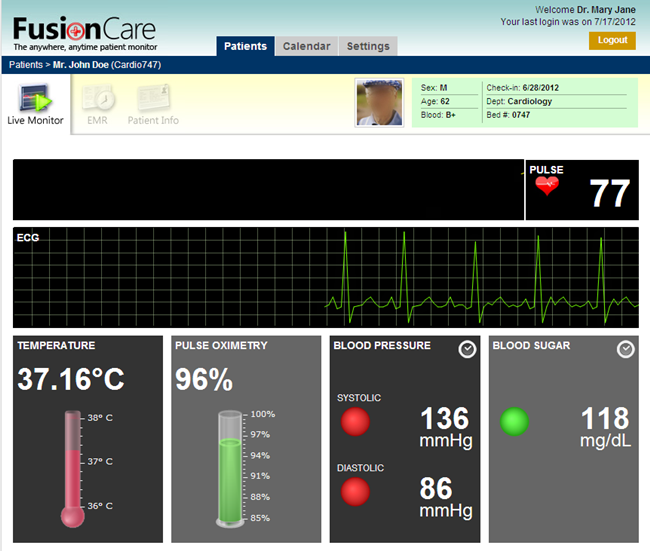 Welcome Dr. Mary Jane
Your last login was on 7/17/2012
FusionCare
The anywhere, anytime patient monitor
Logout
Patients
Calendar
Settings
Patients > Mr. John Doe (Cardio747)
Live Monitor
EMR
Patient Info
Sex: M
Check-in: 6/28/2012
Age: 62
Dept: Cardiology
Blood: B+
Bed #: 0747
PULSE
77
ECG
TEMPERATURE
37.16°C
38° C
37° C
36° C
PULSE OXIMETRY
96%
100%
97%
94%
91%
88%
85%
BLOOD PRESSURE
SYSTOLIC
136
mmHg
DIASTOLIC
86
mmHg
BLOOD SUGAR
118
mg/dL